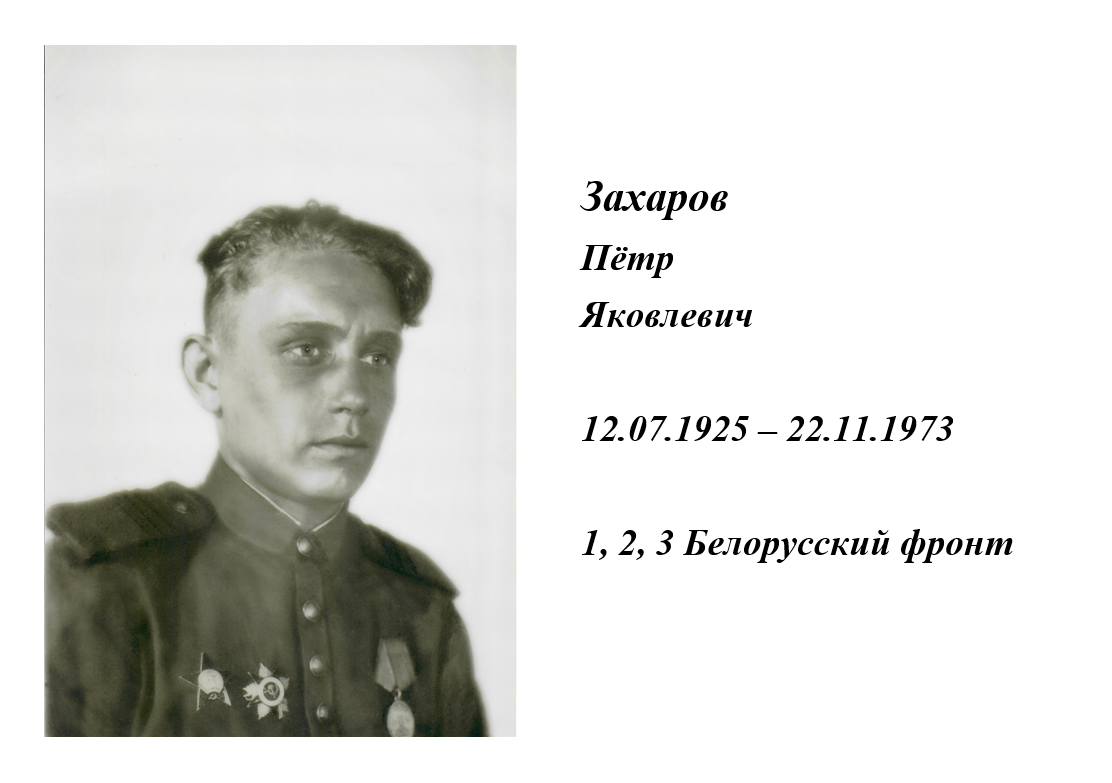 Захаров
Пётр
Яковлевич
12.07.1925 – 22.11.1973
1, 2, 3 Белорусский фронт